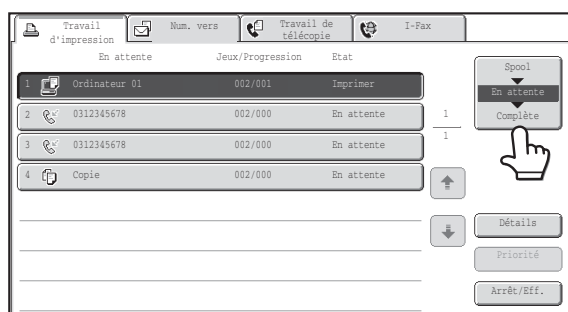 Travail d'impression
Num. vers
Travail de télécopie
I-Fax
En attente Jeux/Progression Etat
1 Ordinateur 01 002/001 Imprimer
2 0312345678 002/000 En attente
3 0312345678 002/000 En attente
4 Copie 002/000 En attente
1
1
Spool
En attente
Complète
Détails
Priorité
Arrêt/Eff.